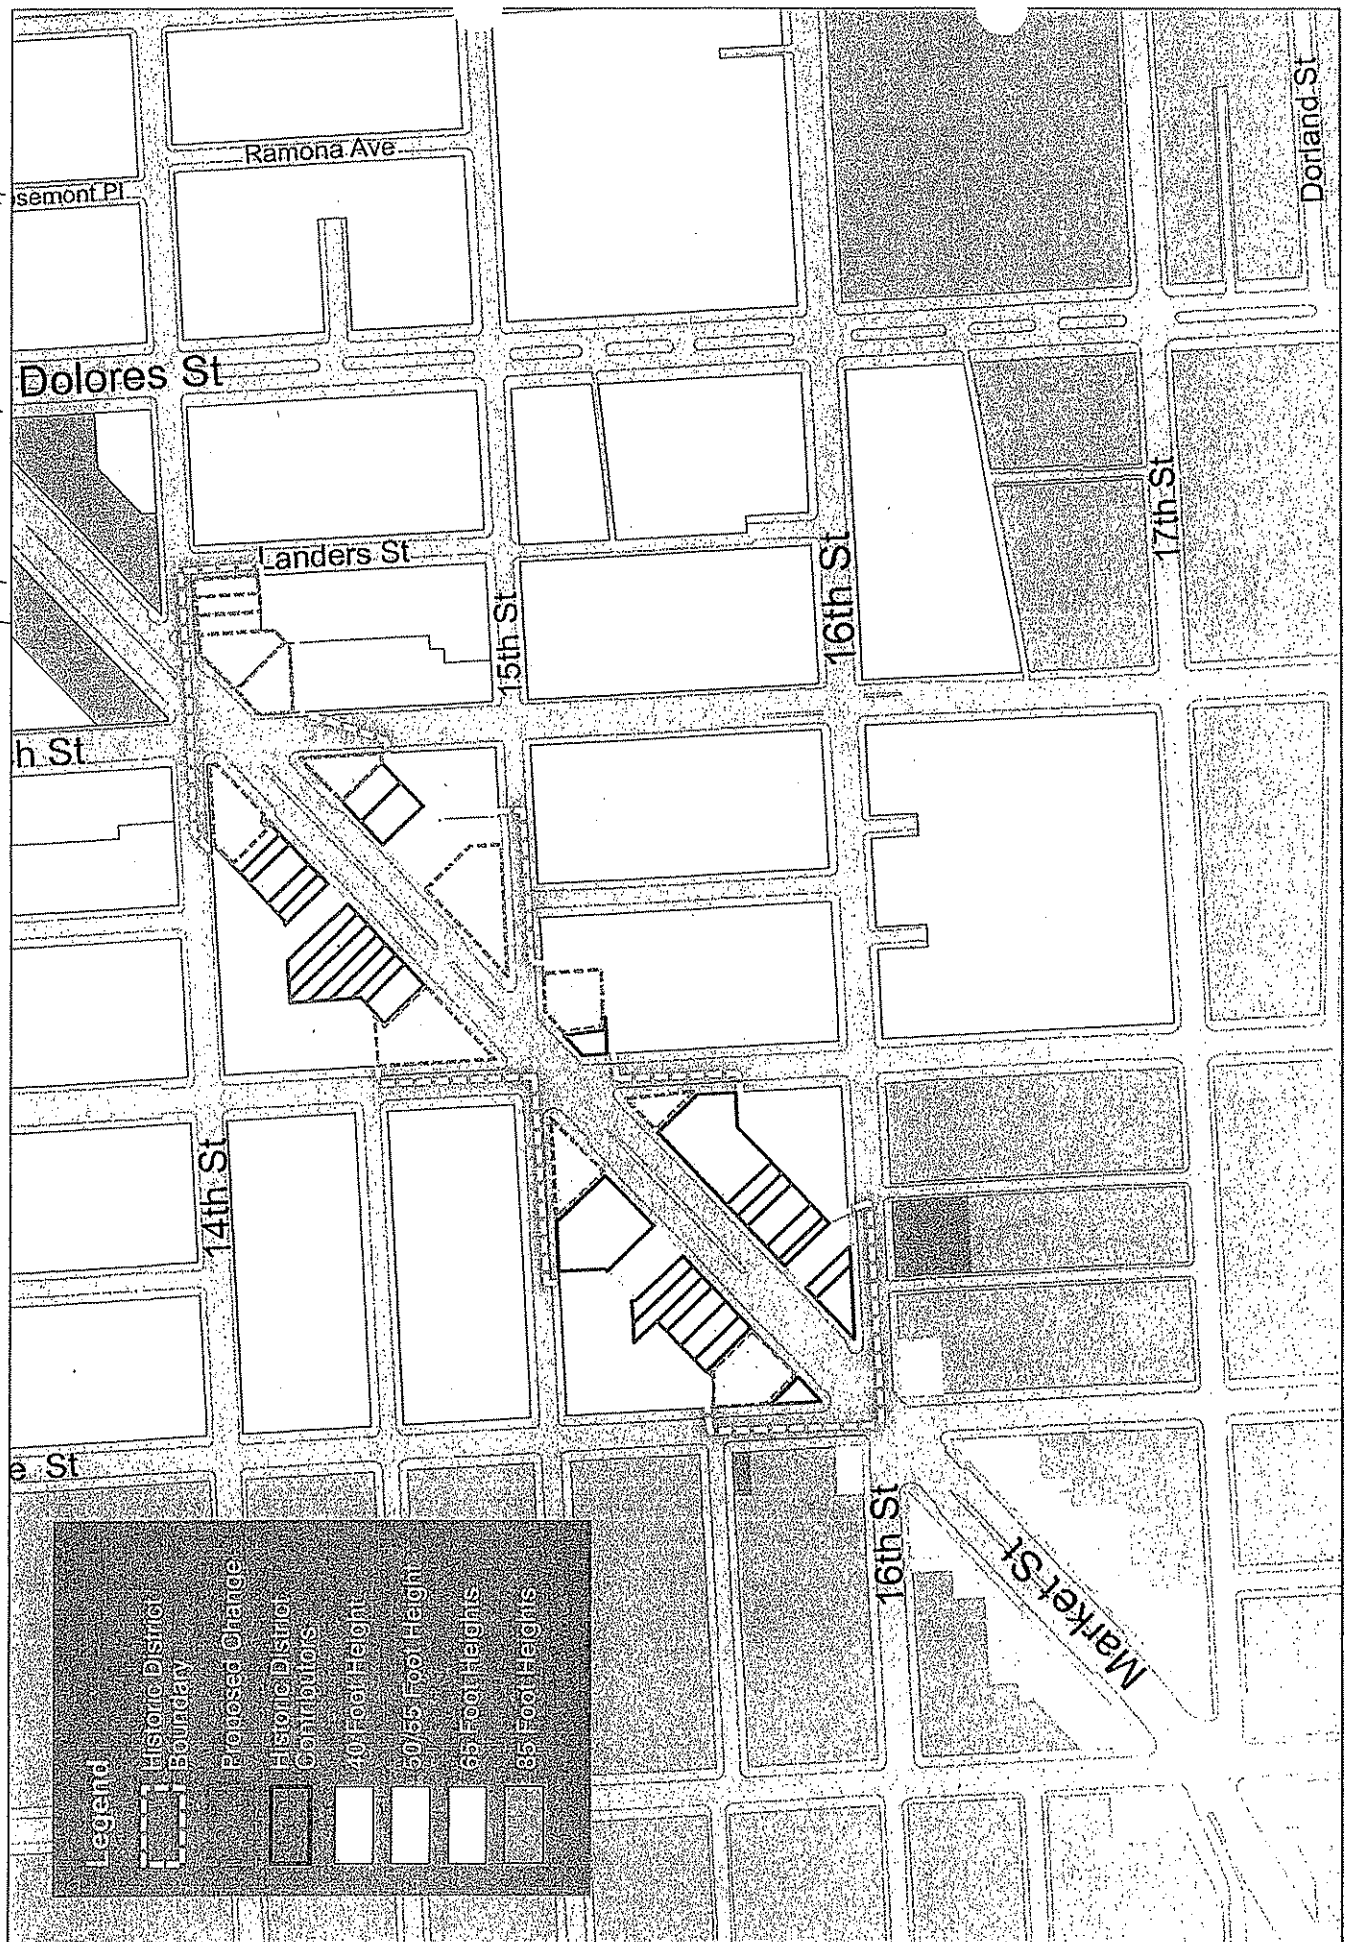 Ramona Ave
osemont Pl
Dorland St
Dolores St
Landers St
15th St
16th St
17th St
h St
14th St
e St
16th St
Market St
Legend
Historic District
Boundary
Proposed Change
Historic District
Contributors
40 Foot Height
50/55 Foot Height
65 Foot Heights
85 Foot Heights